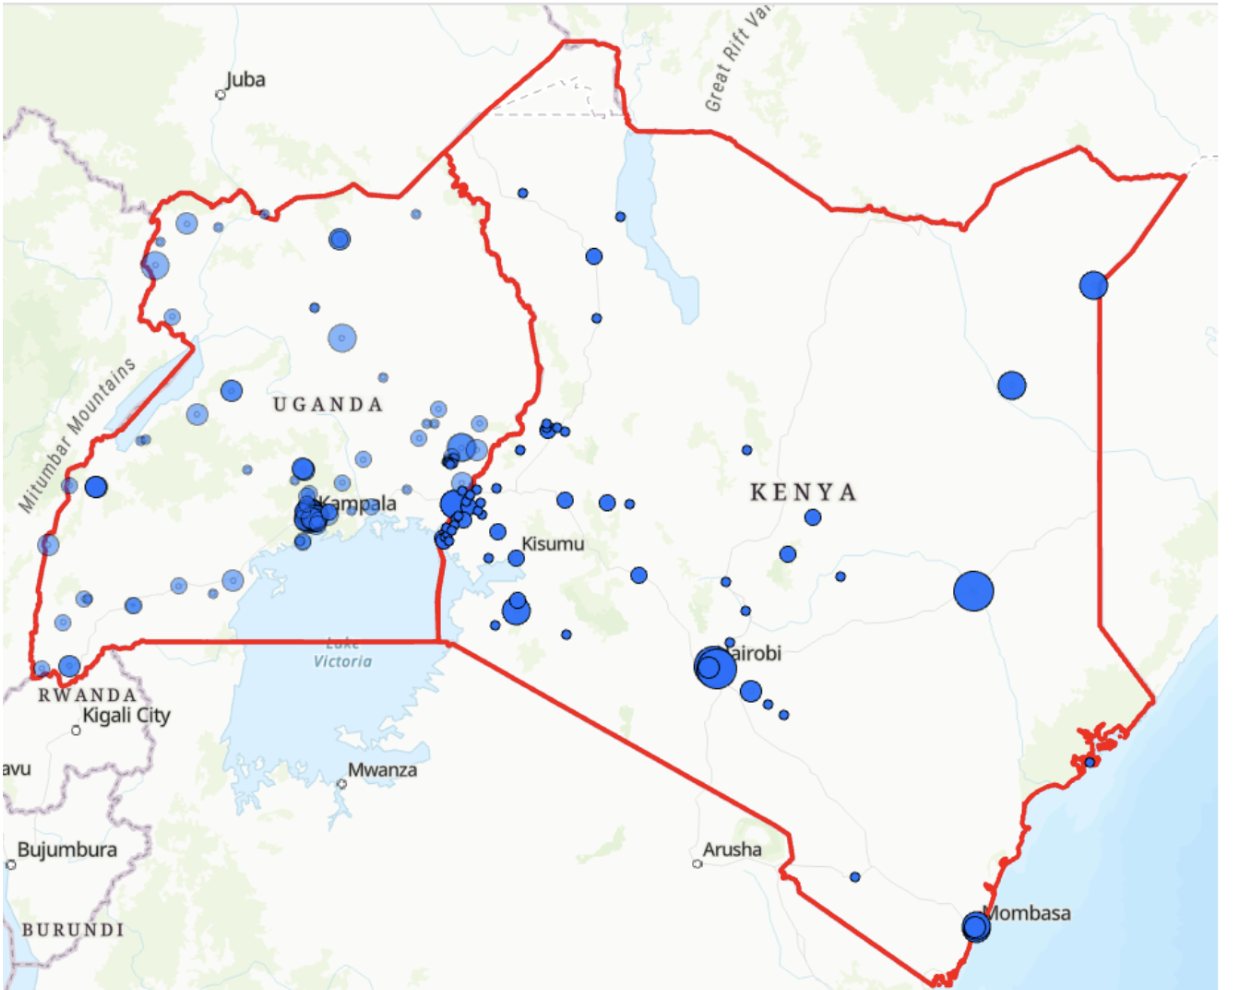 Great Rift Va
Juba
Mitumbar Mountains
UGANDA
Kampala
KENYA
Kisumu
Lake
Victoria
Nairobi
RWANDA
Kigali City
avu
Mwanza
Bujumbura
Arusha
Mombasa
BURUNDI